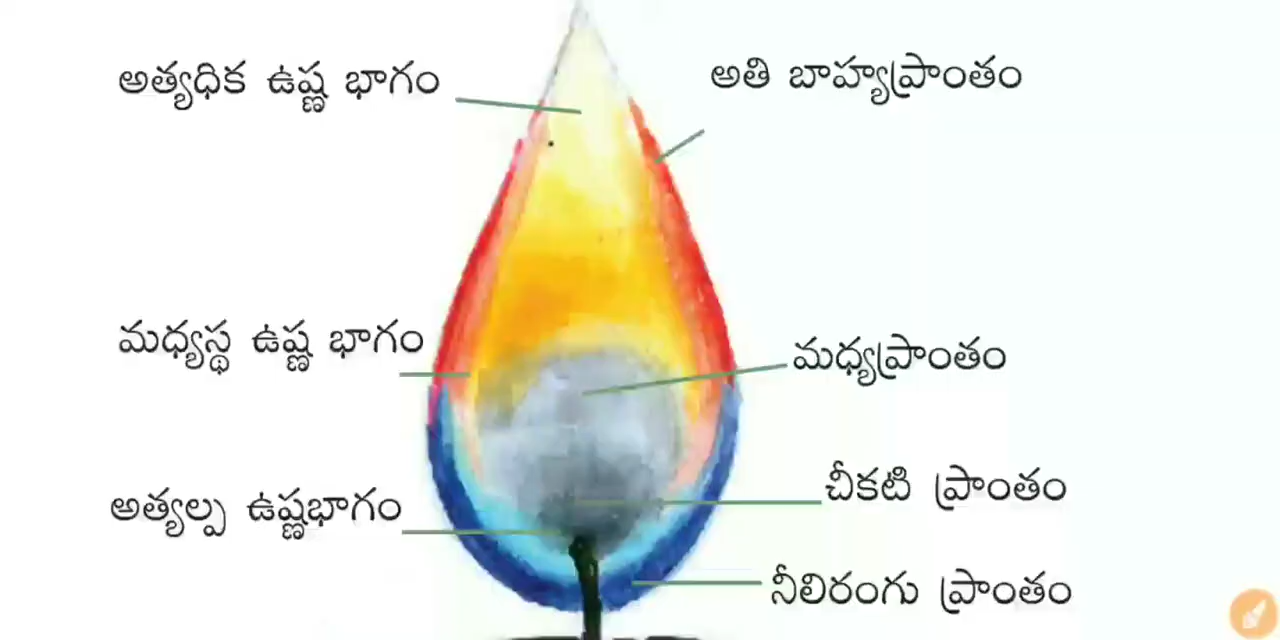 అత్యధిక ఉష్ణ భాగం
అతి బాహ్యప్రాంతం
మధ్యస్థ ఉష్ణ భాగం
మధ్యప్రాంతం
చీకటి ప్రాంతం
అత్యల్ప ఉష్ణభాగం
నీలిరంగు ప్రాంతం